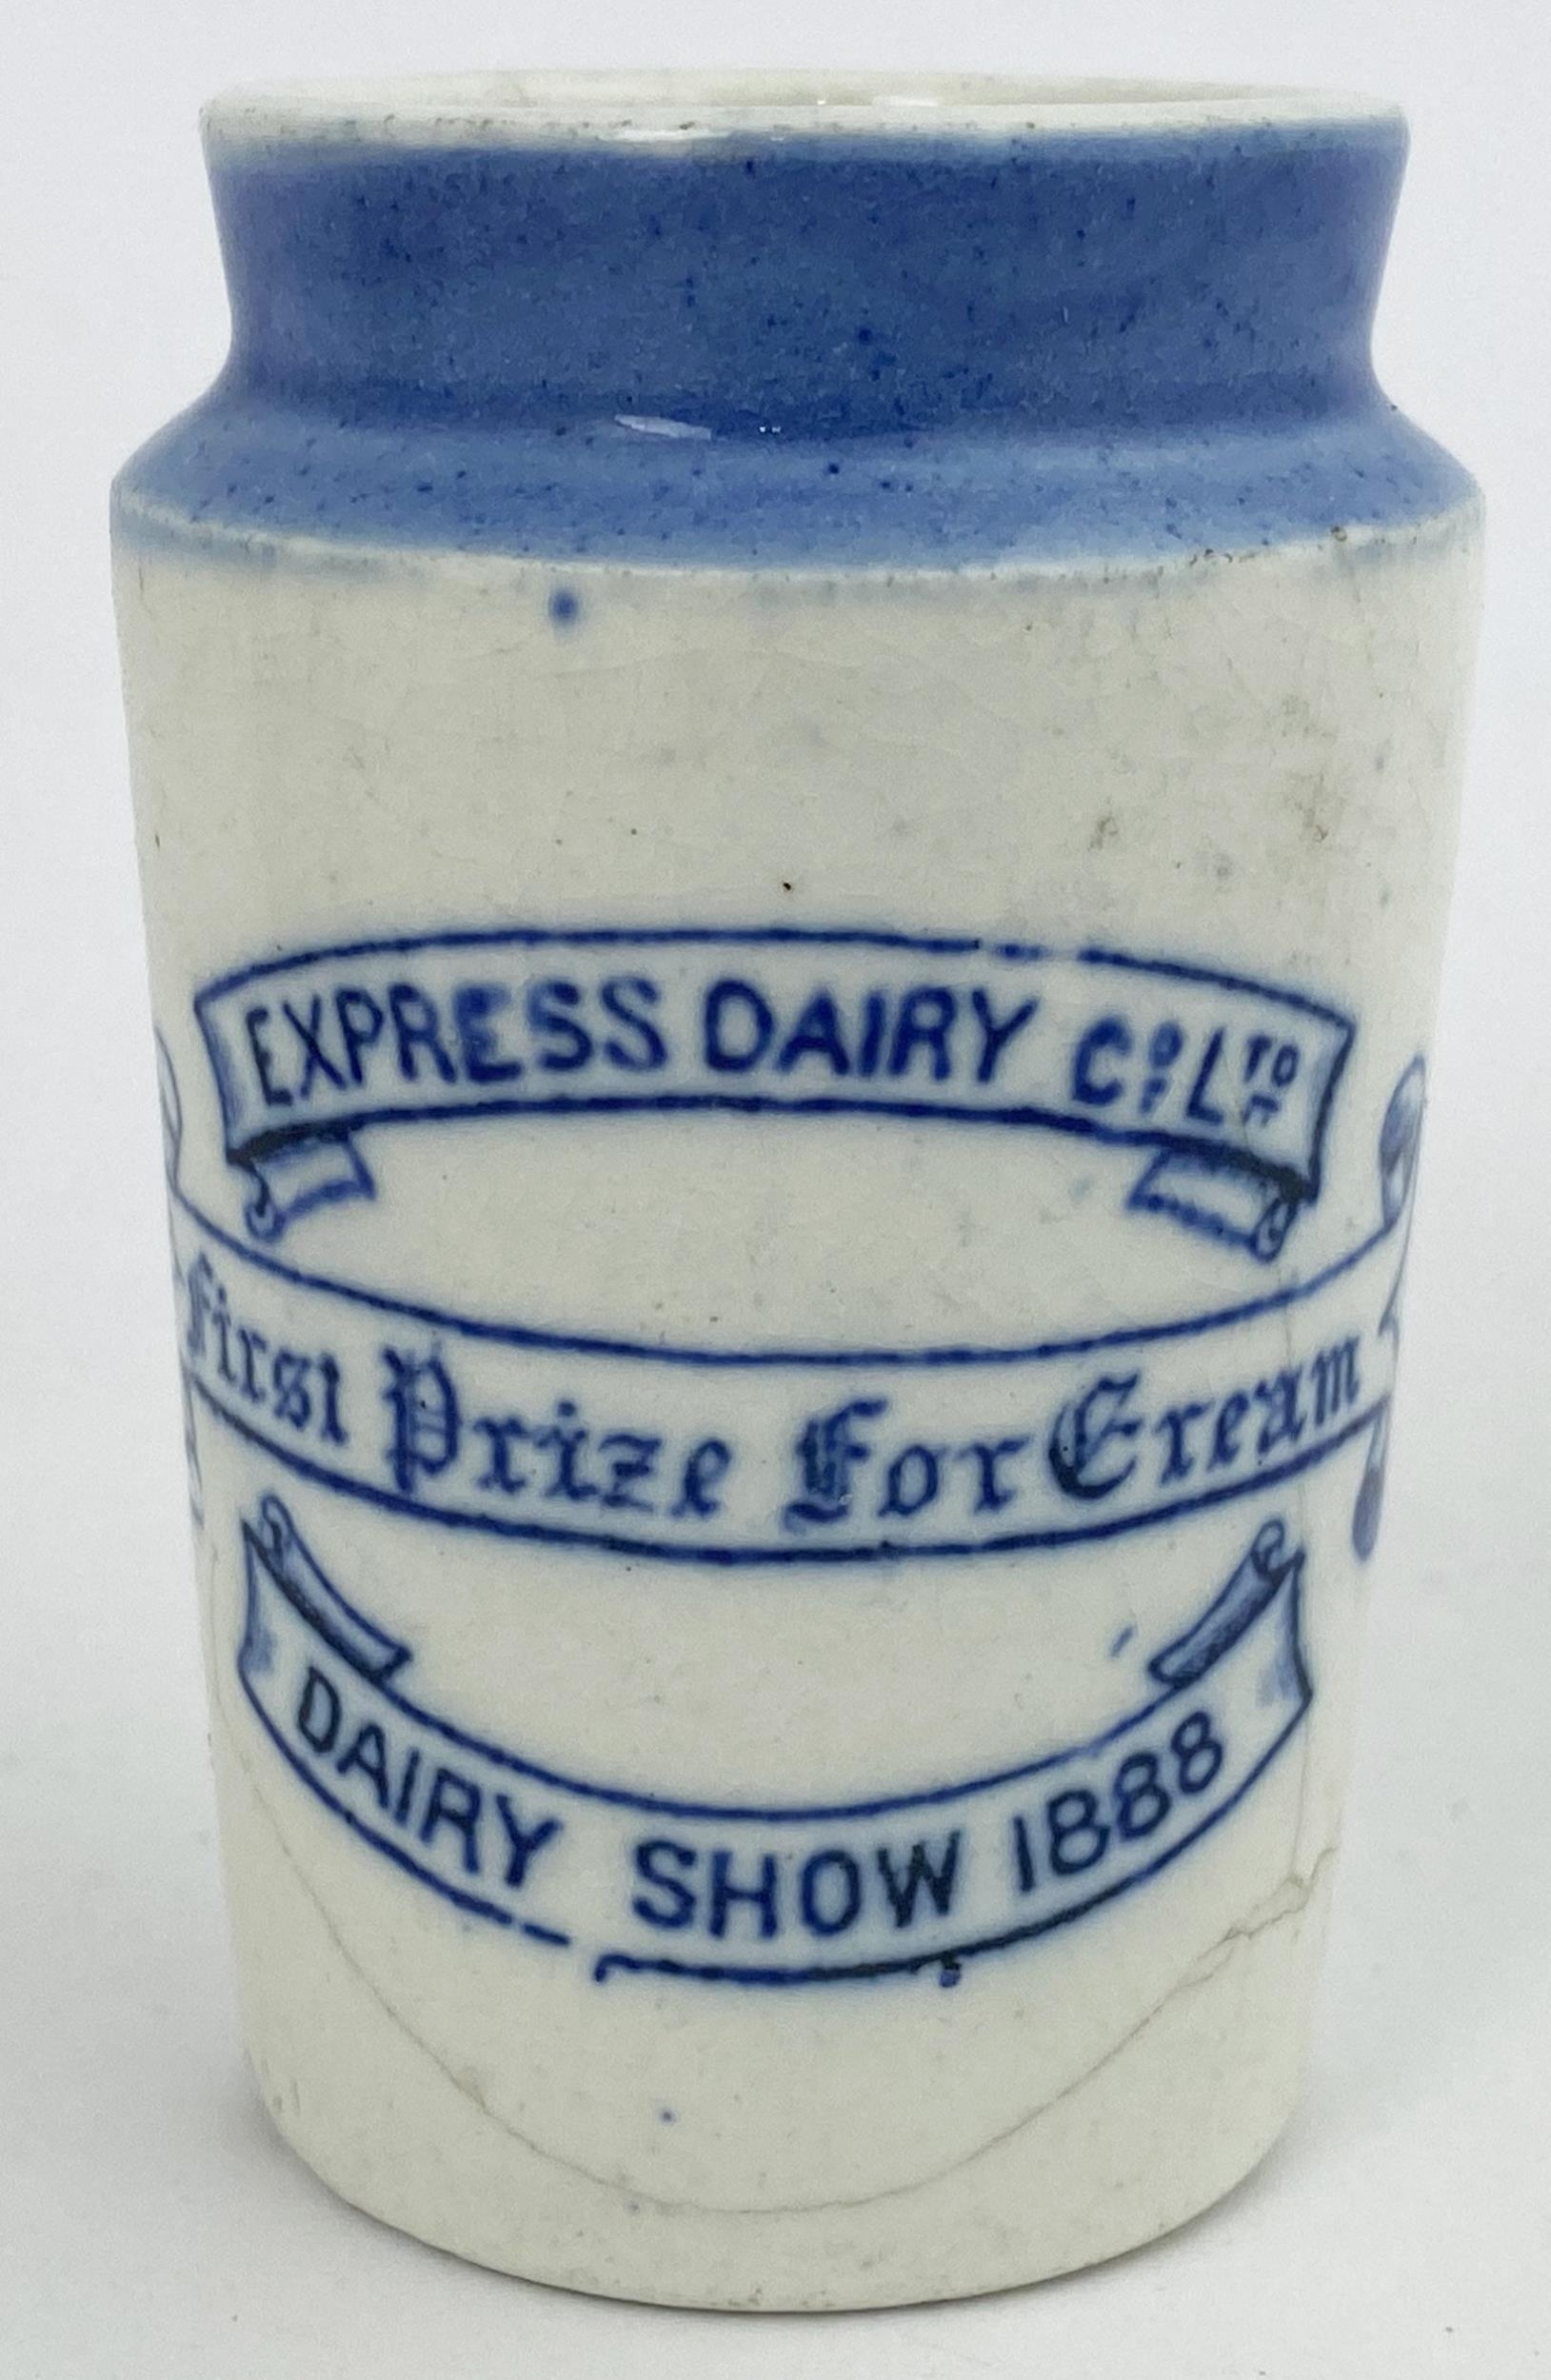 EXPRESS DAIRY Co. LTD
First Prize For Cream
DAIRY SHOW 1888